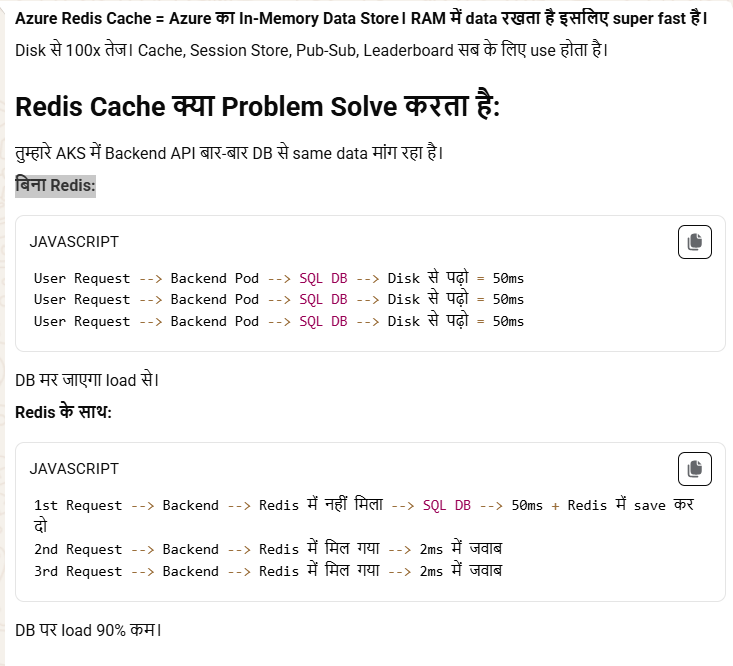 Azure Redis Cache = Azure का In-Memory Data Store। RAM में data रखता है इसलिए super fast है।
Disk से 100x तेज। Cache, Session Store, Pub-Sub, Leaderboard सब के लिए use होता है।
Redis Cache क्या Problem Solve करता है:
तुम्हारे AKS में Backend API बार-बार DB से same data मांग रहा है।
बिना Redis:
JAVASCRIPT
User Request --> Backend Pod --> SQL DB --> Disk से पढ़ो = 50ms
User Request --> Backend Pod --> SQL DB --> Disk से पढ़ो = 50ms
User Request --> Backend Pod --> SQL DB --> Disk से पढ़ो = 50ms
DB मर जाएगा load से।
Redis के साथ:
JAVASCRIPT
1st Request --> Backend --> Redis में नहीं मिला --> SQL DB --> 50ms + Redis में save कर
दो
2nd Request --> Backend --> Redis में मिल गया --> 2ms में जवाब
3rd Request --> Backend --> Redis में मिल गया --> 2ms में जवाब
DB पर load 90% कम।